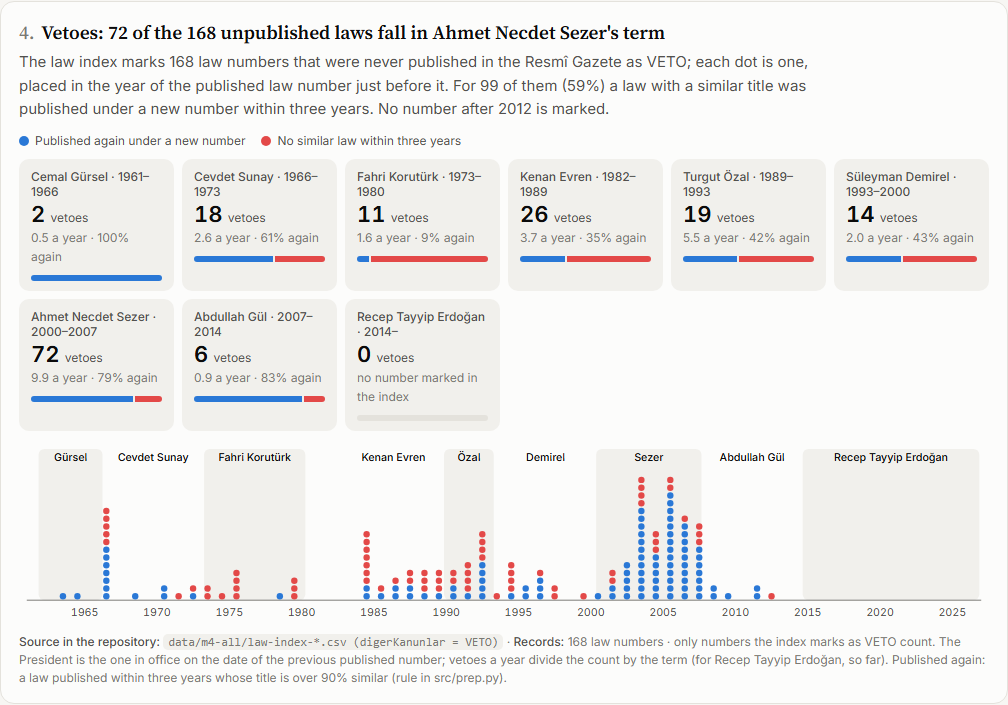 4. Vetoes: 72 of the 168 unpublished laws fall in Ahmet Necdet Sezer's term
The law index marks 168 law numbers that were never published in the Resmî Gazete as VETO; each dot is one,
placed in the year of the published law number just before it. For 99 of them (59%) a law with a similar title was
published under a new number within three years. No number after 2012 is marked.
Published again under a new number
No similar law within three years
Cemal Gürsel · 1961–
1966
2 vetoes
0.5 a year · 100%
again
Cevdet Sunay · 1966–
1973
18 vetoes
2.6 a year · 61% again
Fahri Korutürk · 1973–
1980
11 vetoes
1.6 a year · 9% again
Kenan Evren · 1982–
1989
26 vetoes
3.7 a year · 35% again
Turgut Özal · 1989–
1993
19 vetoes
5.5 a year · 42% again
Süleyman Demirel ·
1993–2000
14 vetoes
2.0 a year · 43% again
Ahmet Necdet Sezer ·
2000–2007
72 vetoes
9.9 a year · 79% again
Abdullah Gül · 2007–
2014
6 vetoes
0.9 a year · 83% again
Recep Tayyip Erdoğan
· 2014–
0 vetoes
no number marked in
the index
Gürsel Cevdet Sunay Fahri Korutürk Kenan Evren Özal Demirel Sezer Abdullah Gül Recep Tayyip Erdoğan
1965 1970 1975 1980 1985 1990 1995 2000 2005 2010 2015 2020 2025
Source in the repository: data/m4-all/law-index-*.csv (digerKanunlar = VETO) · Records: 168 law numbers · only numbers the index marks as VETO count. The
President is the one in office on the date of the previous published number; vetoes a year divide the count by the term (for Recep Tayyip Erdoğan, so far). Published again:
a law published within three years whose title is over 90% similar (rule in src/prep.py).